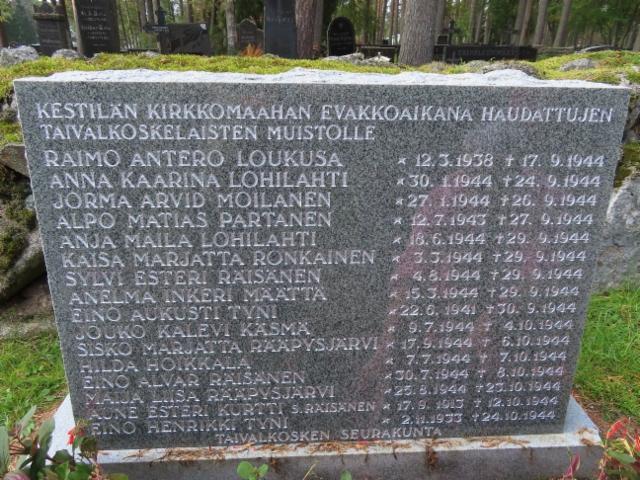 KESTILÄN KIRKKOMAAHAN EVAKKOAIKANA HAUDATTUJEN
TAIVALKOSKELAISTEN MUISTOLLE
RAIMO ANTERO LOUKUSA * 12.3.1938 † 17.9.1944
ANNA KAARINA LOHILAHTI * 30.1.1944 † 24.9.1944
JORMA ARVID MOILANEN * 27.1.1944 † 26.9.1944
ALPO MATIAS PARTANEN * 12.7.1943 † 27.9.1944
ANJA MAILA LOHILAHTI * 18.6.1944 † 29.9.1944
KAISA MARJATTA RONKAINEN * 3.3.1944 † 29.9.1944
SYLVI ESTERI RÄISÄNEN * 4.8.1944 † 29.9.1944
ANELMA INKERI MÄÄTTÄ * 15.3.1944 † 29.9.1944
EINO AUKUSTI TYNI * 22.6.1941 † 30.9.1944
JOUKO KALEVI KÄSMÄ * 9.7.1944 † 4.10.1944
SISKO MARJATTA RÄÄPYSJÄRVI * 17.9.1944 † 6.10.1944
HILDA HOIKKALA * 7.7.1944 † 7.10.1944
EINO ALVAR RÄISÄNEN * 30.7.1944 † 8.10.1944
MAIJA LIISA RÄÄPYSJÄRVI * 25.8.1944 † 23.10.1944
AUNE ESTERI KURTTI S. RÄISÄNEN * 17.9.1913 † 12.10.1944
EINO HENRIKKI TYNI * 2.11.1933 † 24.10.1944
TAIVALKOSKEN SEURAKUNTA